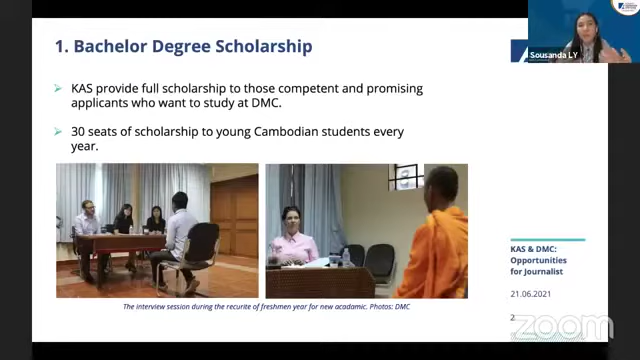 1. Bachelor Degree Scholarship
KAS provide full scholarship to those competent and promising
applicants who want to study at DMC.
30 seats of scholarship to young Cambodian students every
year.
The interview session during the recurite of freshmen year for new acadamic. Photos: DMC
Sousanda LY
KAS & DMC:
Opportunities
for Journalist
21.06.2021
2
zoom